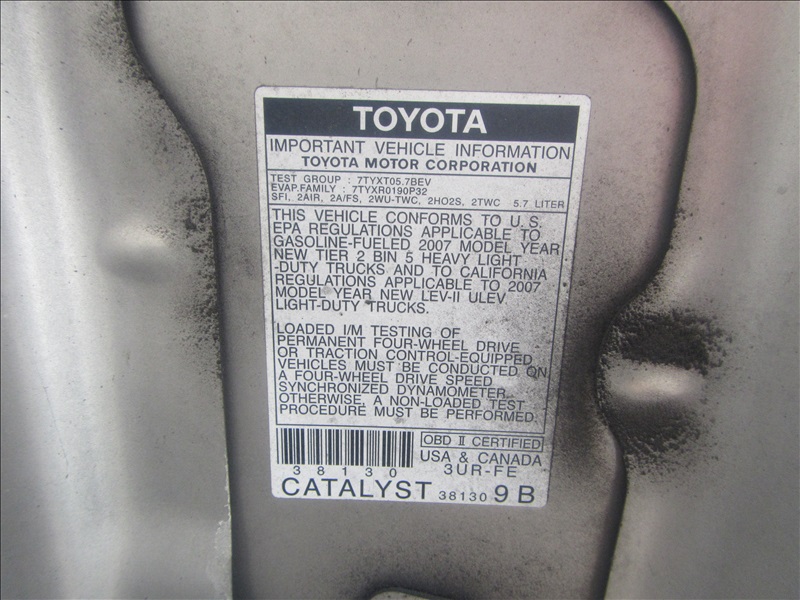 TOYOTA
IMPORTANT VEHICLE INFORMATION
TOYOTA MOTOR CORPORATION
TEST GROUP : 7TYXT05.7BEV
EVAP.FAMILY : 7TYXR0190P32
SFI, 2AIR, 2A/FS, 2WU-TWC, 2HO2S, 2TWC 5.7 LITER
THIS VEHICLE CONFORMS TO U.S.
EPA REGULATIONS APPLICABLE TO
GASOLINE-FUELED 2007 MODEL YEAR
NEW TIER 2 BIN 5 HEAVY LIGHT
-DUTY TRUCKS AND TO CALIFORNIA
REGULATIONS APPLICABLE TO 2007
MODEL YEAR NEW LEV-II ULEV
LIGHT-DUTY TRUCKS.
LOADED I/M TESTING OF
PERMANENT FOUR-WHEEL DRIVE
OR TRACTION CONTROL-EQUIPPED
VEHICLES MUST BE CONDUCTED ON
A FOUR-WHEEL DRIVE SPEED
SYNCHRONIZED DYNAMOMETER.
OTHERWISE, A NON-LOADED TEST
PROCEDURE MUST BE PERFORMED.
38130
OBD II CERTIFIED
USA & CANADA
3UR-FE
CATALYST 38130 9B